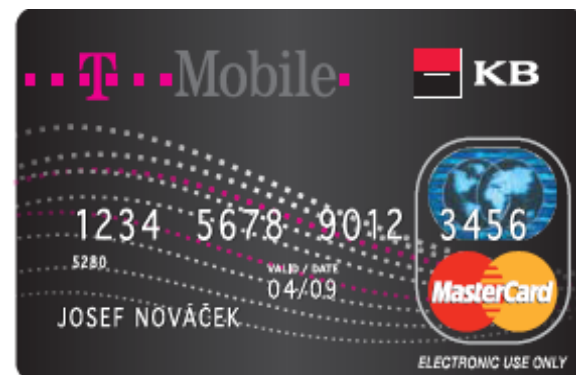 T Mobile
KB
1234 5678 9012 3456
5280
VALID / DATE
04/09
JOSEF NOVÁČEK
MasterCard
ELECTRONIC USE ONLY